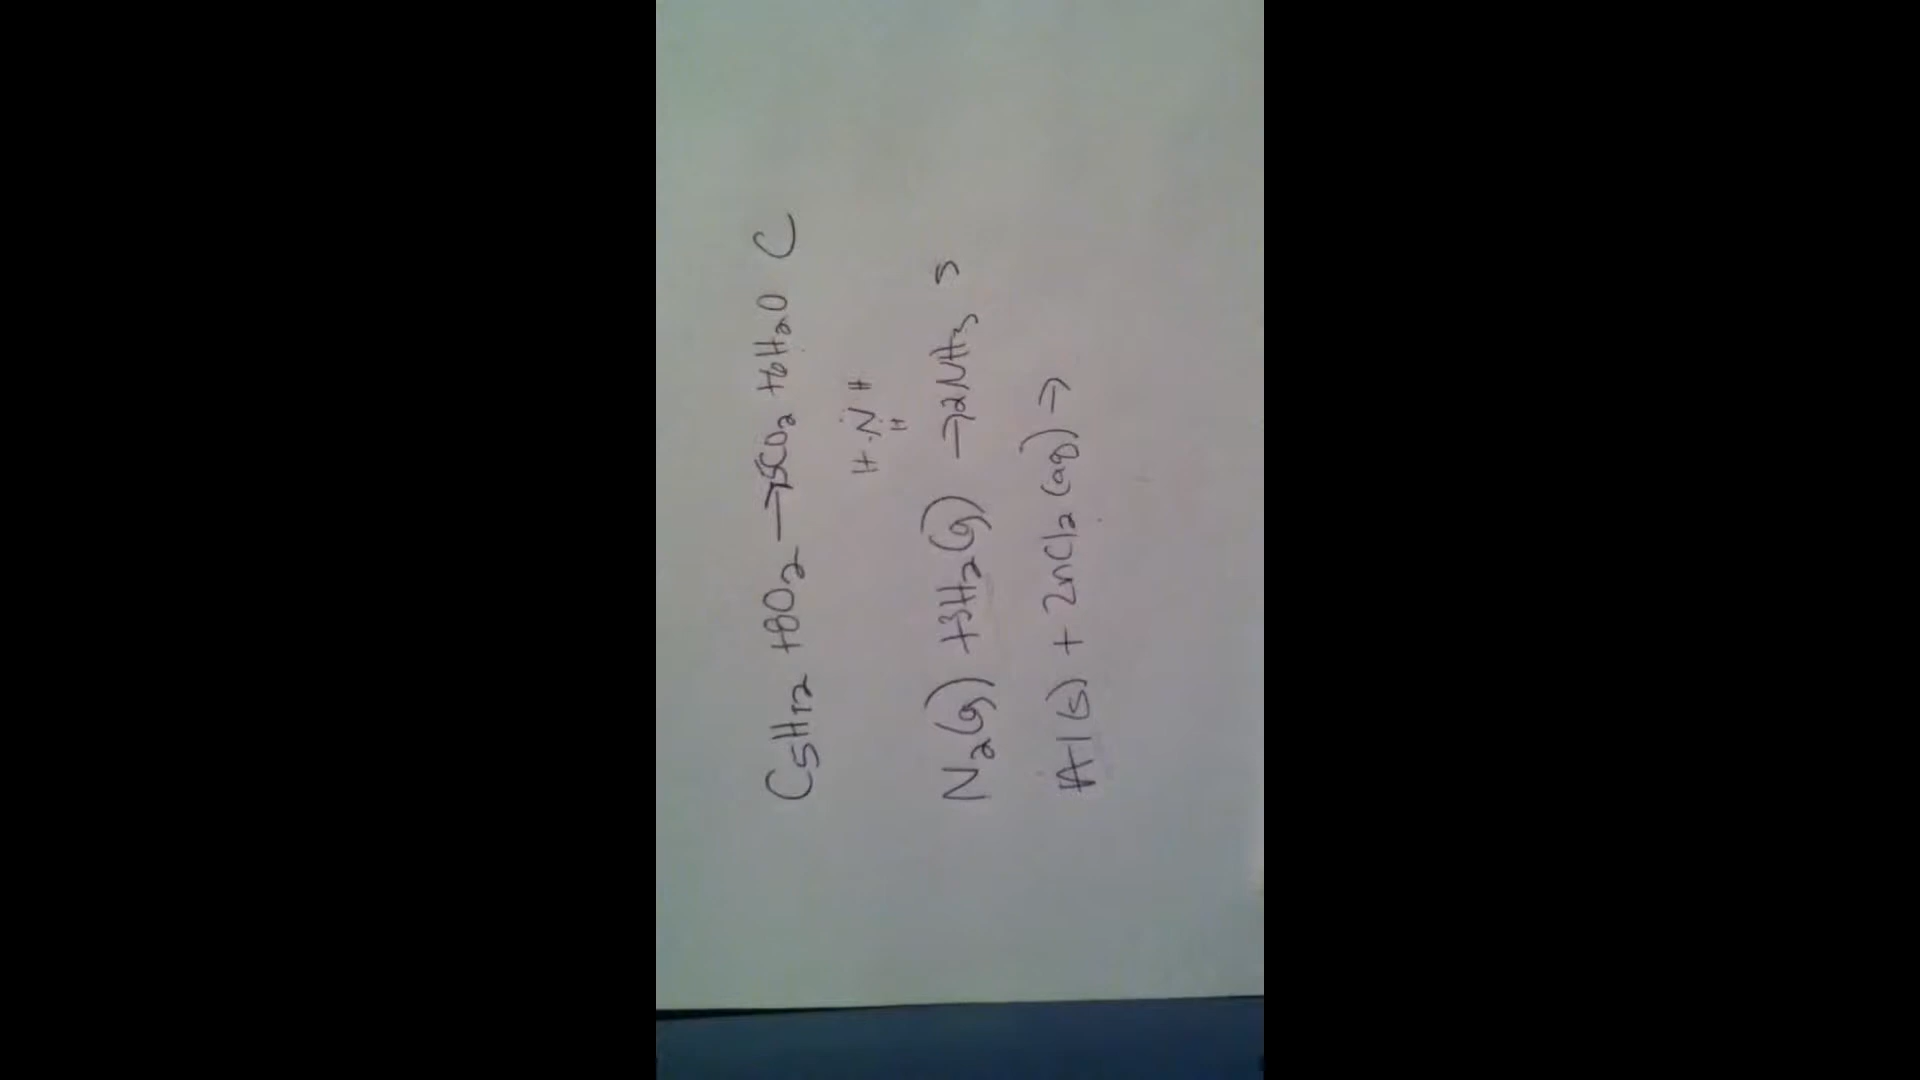 C5H12 +8O2 →5CO2 +6H2O C
H·N̈ H
H
N2(g) +3H2(g) →2NH3 S
Al(s) + ZnCl2(aq) →